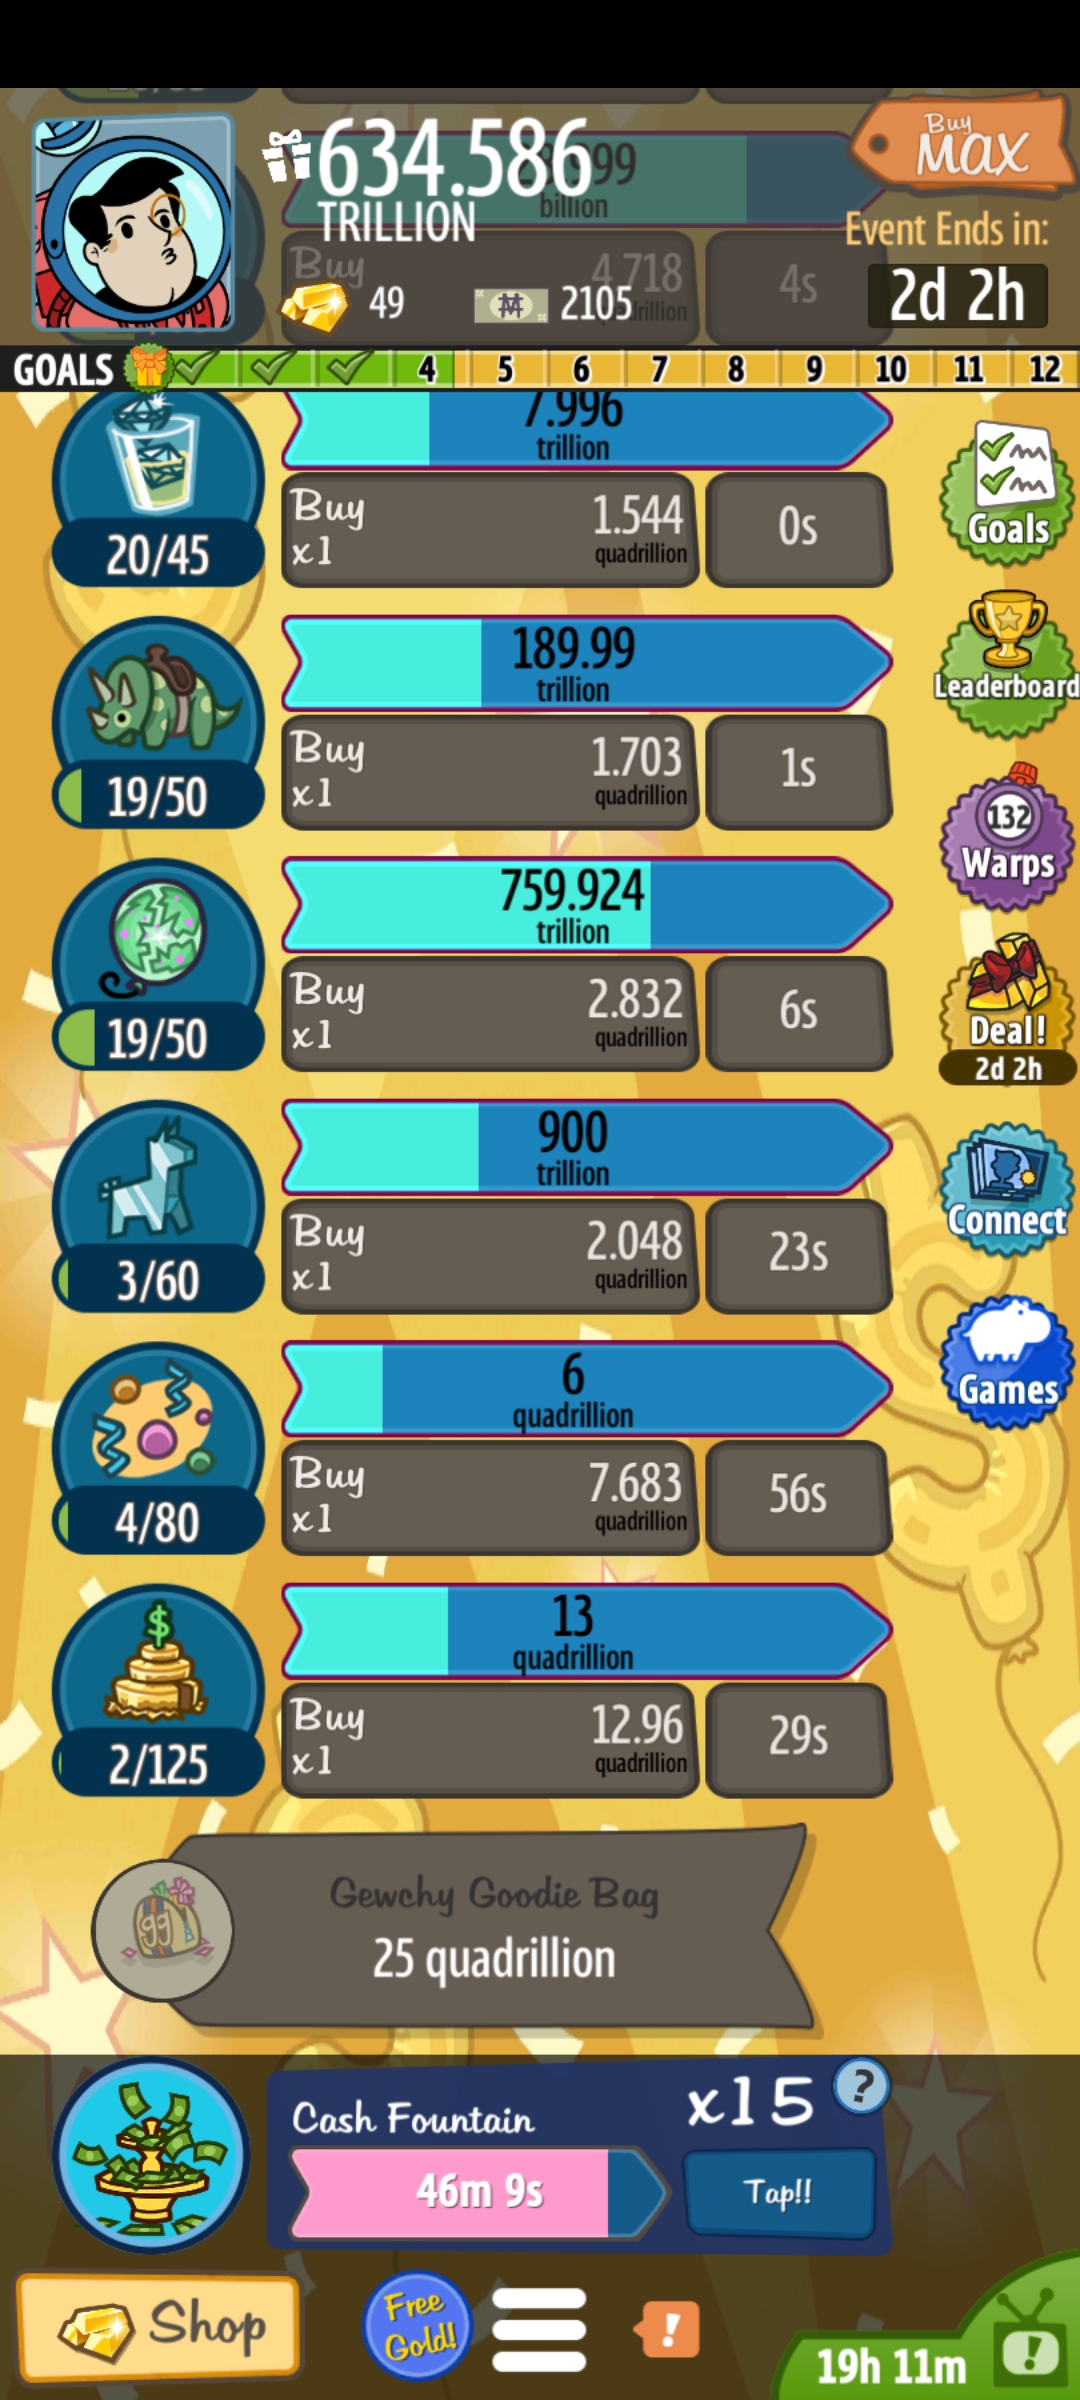 634.586
TRILLION
billion
Buy
MAX
Event Ends in:
2d 2h
Buy
4.718
4s
49
2105
GOALS
4 5 6 7 8 9 10 11 12
7.996
trillion
20/45
Buy
x1
1.544
quadrillion
0s
Goals
189.99
trillion
19/50
Buy
x1
1.703
quadrillion
1s
Leaderboard
759.924
trillion
19/50
Buy
x1
2.832
quadrillion
6s
132
Warps
Deal!
2d 2h
900
trillion
3/60
Buy
x1
2.048
quadrillion
23s
Connect
6
quadrillion
4/80
Buy
x1
7.683
quadrillion
56s
Games
13
quadrillion
$
2/125
Buy
x1
12.96
quadrillion
29s
gg
Gewchy Goodie Bag
25 quadrillion
Cash Fountain
x15
?
46m 9s
Tap!!
Shop
Free
Gold!
!
19h 11m
!